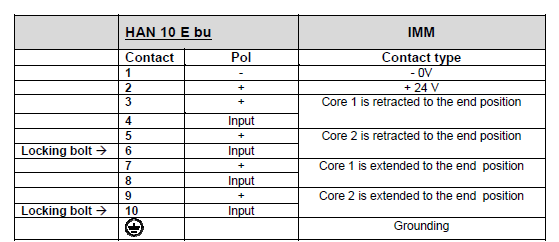 HAN 10 E bu IMM
Contact Pol Contact type
1 - - 0V
2 + + 24 V
3 + Core 1 is retracted to the end position
4 Input
5 + Core 2 is retracted to the end position
Locking bolt → 6 Input
7 + Core 1 is extended to the end position
8 Input
9 + Core 2 is extended to the end position
Locking bolt → 10 Input
Grounding